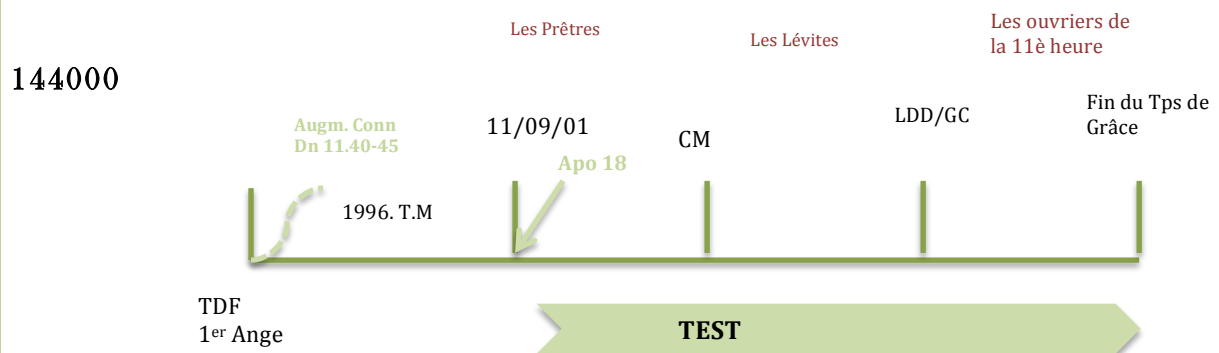 Les Prêtres
Les Lévites
Les ouvriers de
la 11è heure
144000
Augm. Conn
Dn 11.40-45
11/09/01
CM
LDD/GC
Fin du Tps de
Grâce
Apo 18
1996. T.M
TDF
1er Ange
TEST